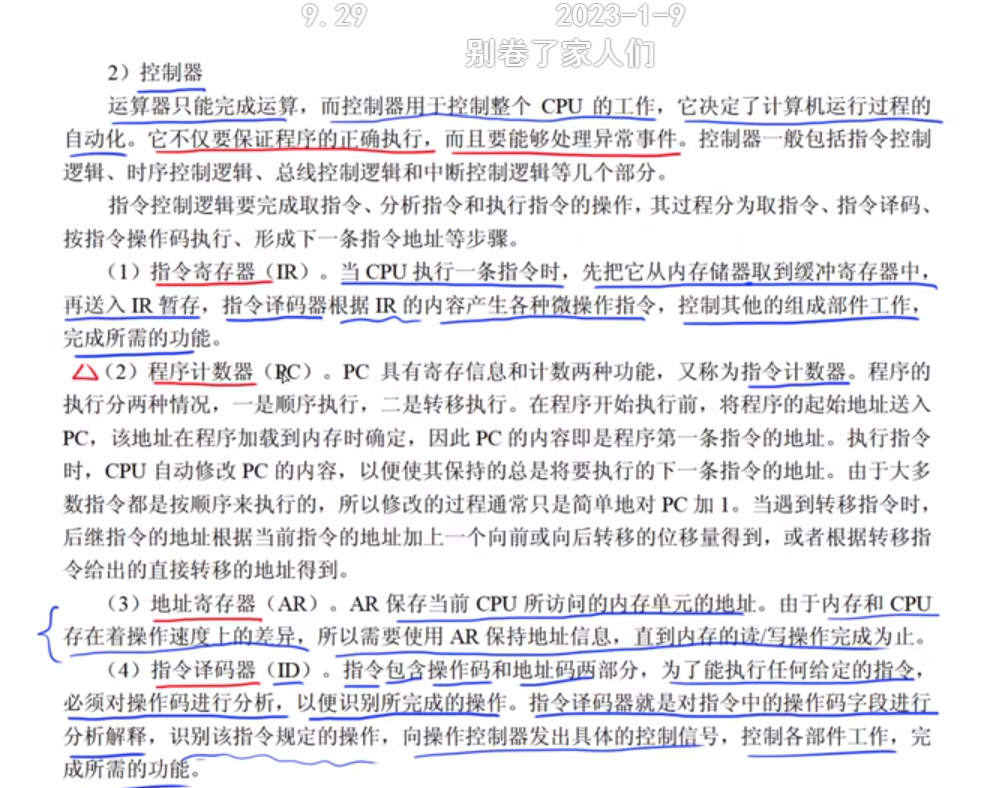 9.29 2023-1-9
别卷了家人们
2）控制器
运算器只能完成运算，而控制器用于控制整个 CPU 的工作，它决定了计算机运行过程的
自动化。它不仅要保证程序的正确执行，而且要能够处理异常事件。控制器一般包括指令控制
逻辑、时序控制逻辑、总线控制逻辑和中断控制逻辑等几个部分。
指令控制逻辑要完成取指令、分析指令和执行指令的操作，其过程分为取指令、指令译码、
按指令操作码执行、形成下一条指令地址等步骤。
（1）指令寄存器（IR）。当 CPU 执行一条指令时，先把它从内存储器取到缓冲寄存器中，
再送入 IR 暂存，指令译码器根据 IR 的内容产生各种微操作指令，控制其他的组成部件工作，
完成所需的功能。
（2）程序计数器（PC）。PC 具有寄存信息和计数两种功能，又称为指令计数器。程序的
执行分两种情况，一是顺序执行，二是转移执行。在程序开始执行前，将程序的起始地址送入
PC，该地址在程序加载到内存时确定，因此 PC 的内容即是程序第一条指令的地址。执行指令
时，CPU 自动修改 PC 的内容，以便使其保持的总是将要执行的下一条指令的地址。由于大多
数指令都是按顺序来执行的，所以修改的过程通常只是简单地对 PC 加 1。当遇到转移指令时，
后继指令的地址根据当前指令的地址加上一个向前或向后转移的位移量得到，或者根据转移指
令给出的直接转移的地址得到。
（3）地址寄存器（AR）。AR 保存当前 CPU 所访问的内存单元的地址。由于内存和 CPU
存在着操作速度上的差异，所以需要使用 AR 保持地址信息，直到内存的读/写操作完成为止。
（4）指令译码器（ID）。指令包含操作码和地址码两部分，为了能执行任何给定的指令，
必须对操作码进行分析，以便识别所完成的操作。指令译码器就是对指令中的操作码字段进行
分析解释，识别该指令规定的操作，向操作控制器发出具体的控制信号，控制各部件工作，完
成所需的功能。